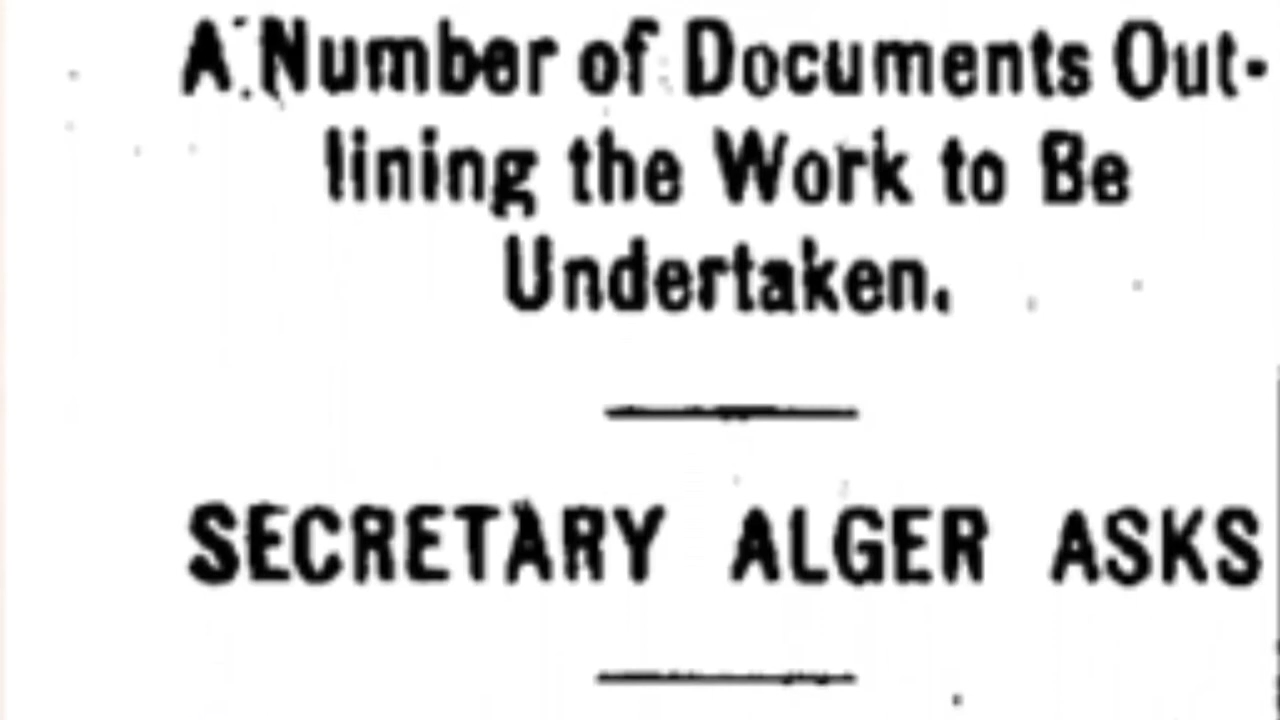 A Number of Documents Out-
lining the Work to Be
Undertaken.
SECRETARY ALGER ASKS